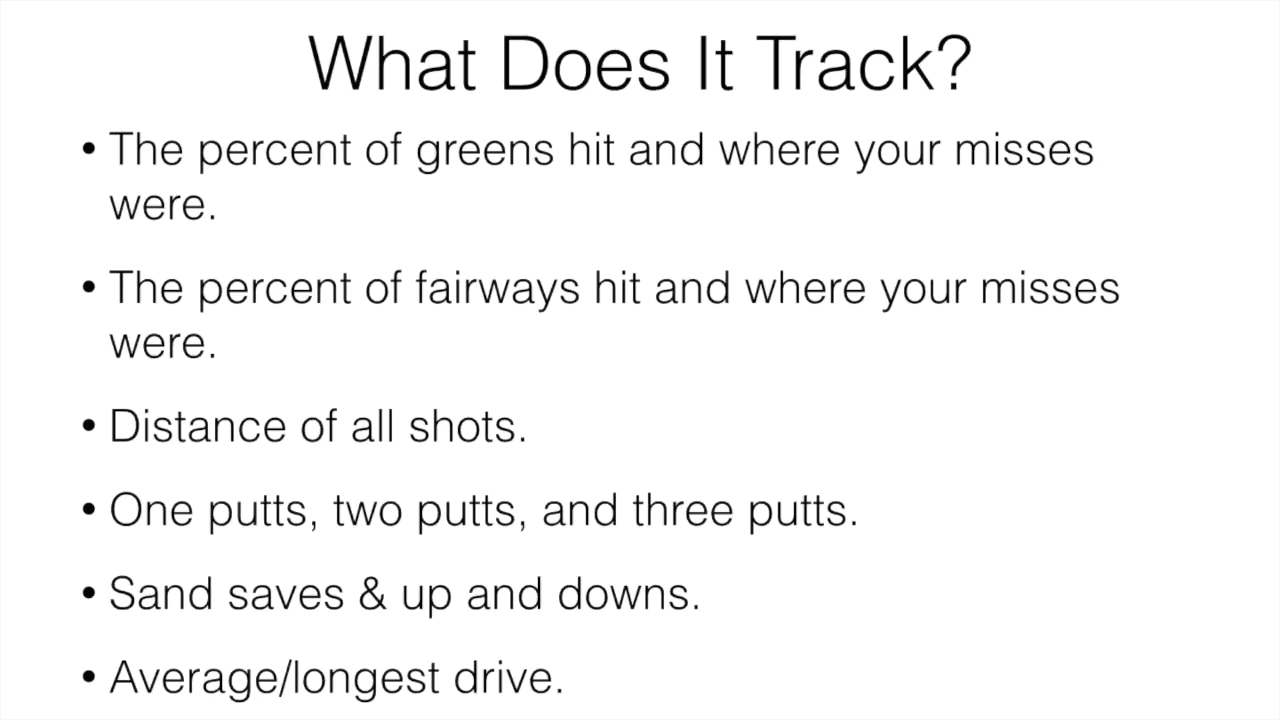 What Does It Track?
• The percent of greens hit and where your misses
were.
• The percent of fairways hit and where your misses
were.
• Distance of all shots.
• One putts, two putts, and three putts.
• Sand saves & up and downs.
• Average/longest drive.